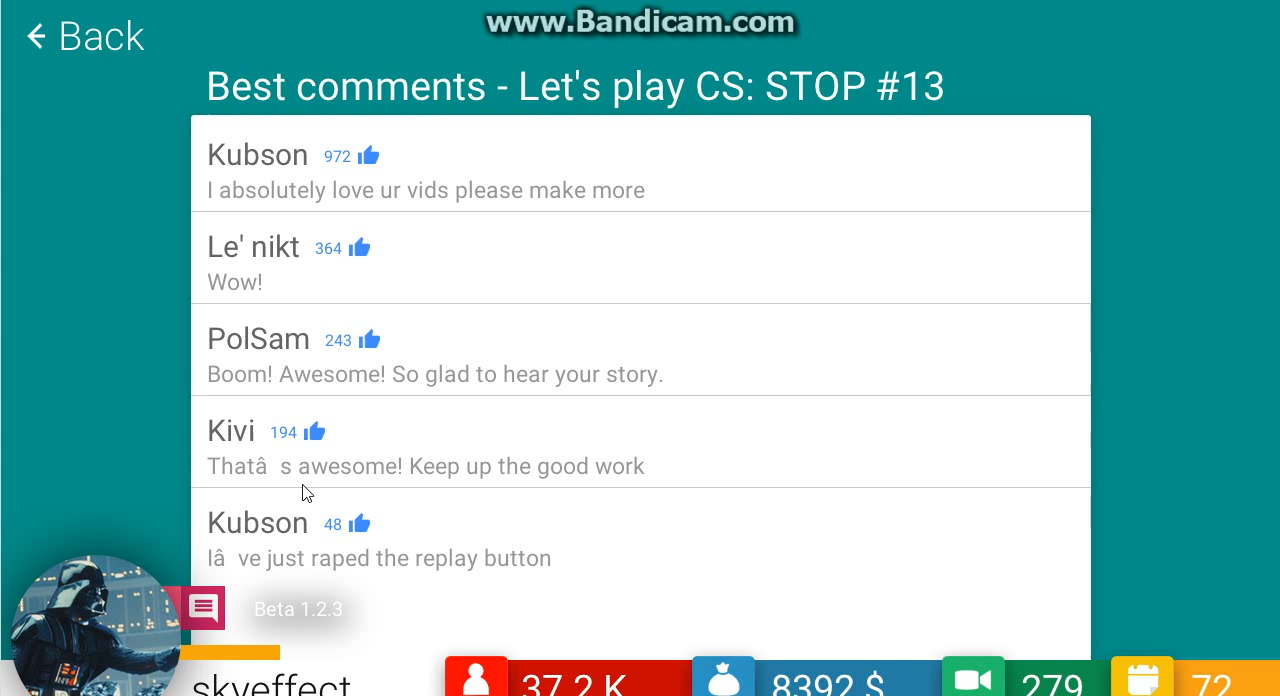 www.Bandicam.com
Back
Best comments - Let's play CS: STOP #13
Kubson 972
I absolutely love ur vids please make more
Le' nikt 364
Wow!
PolSam 243
Boom! Awesome! So glad to hear your story.
Kivi 194
Thatâ s awesome! Keep up the good work
Kubson 48
Iâ ve just raped the replay button
Beta 1.2.3
skyeffect 37.2 K 8392 $ 279 72